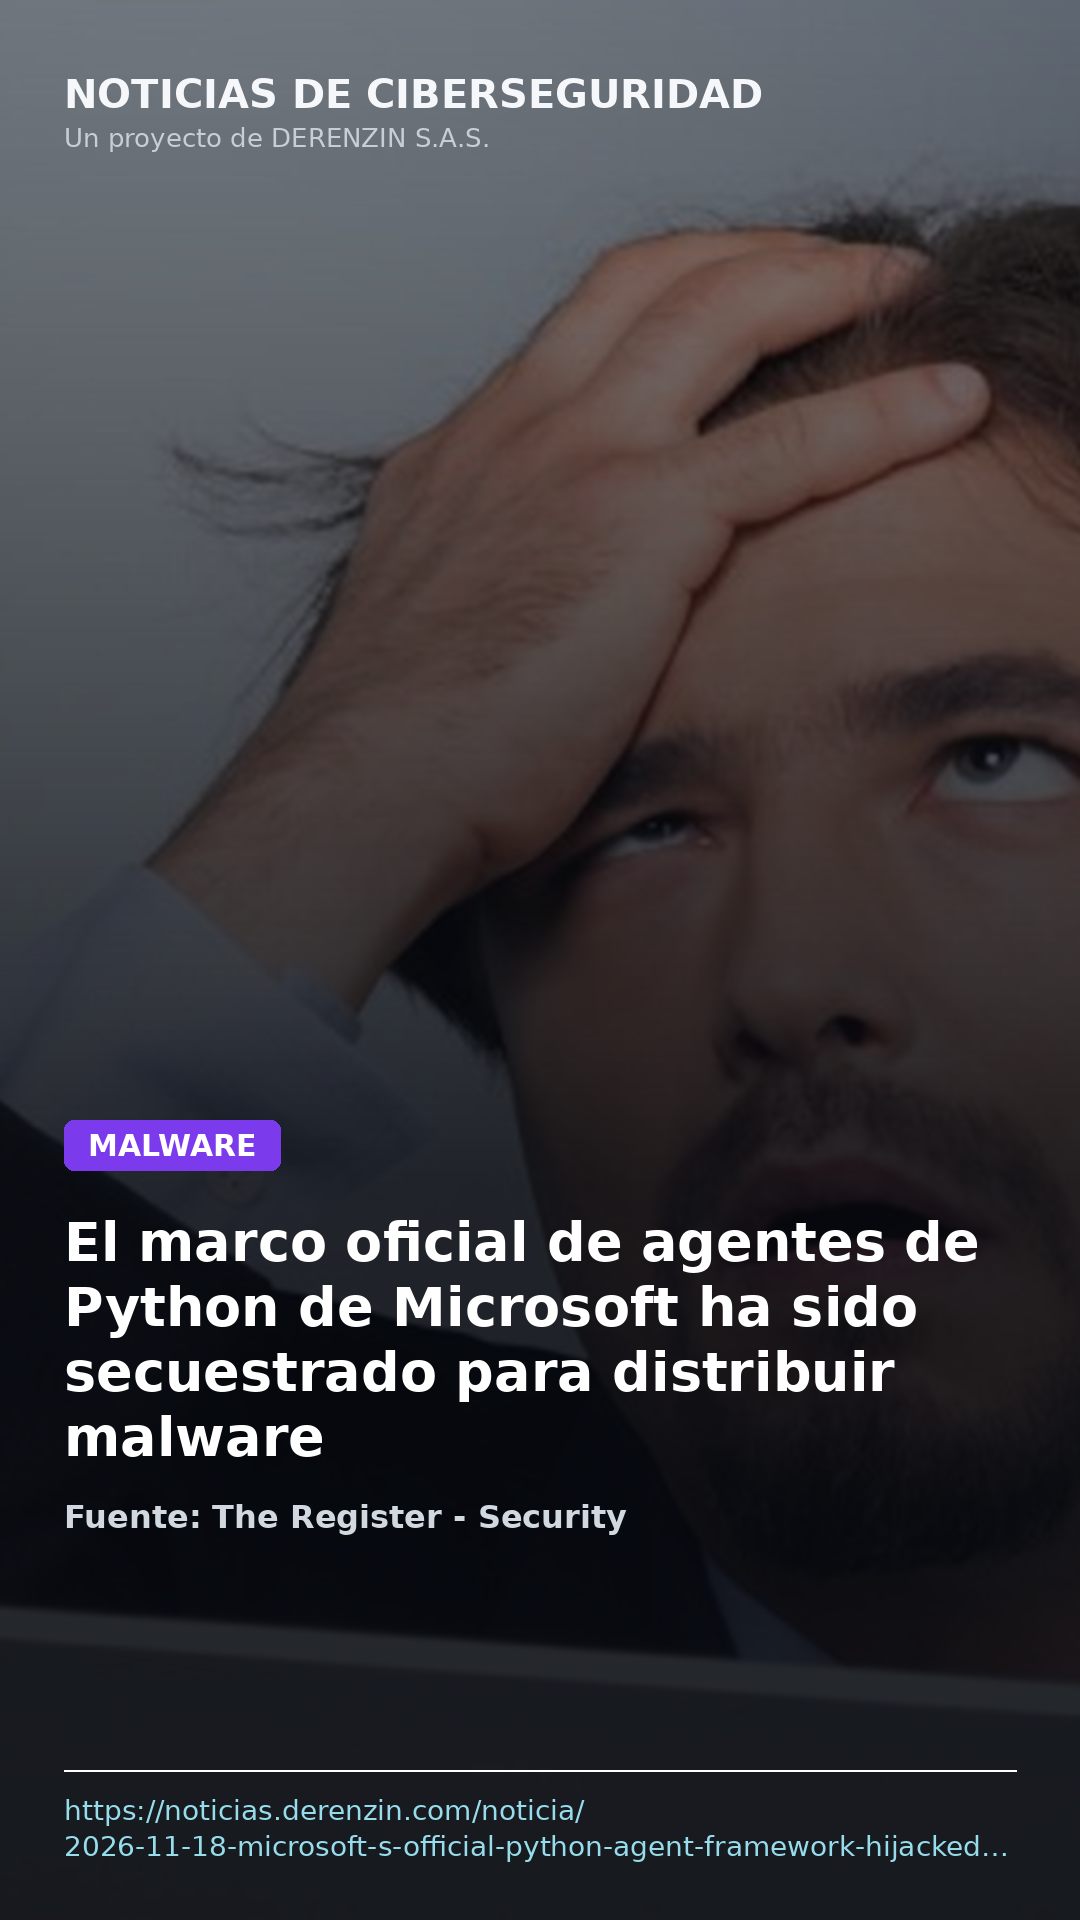 NOTICIAS DE CIBERSEGURIDAD
Un proyecto de DERENZIN S.A.S.
MALWARE
El marco oficial de agentes de
Python de Microsoft ha sido
secuestrado para distribuir
malware
Fuente: The Register - Security
https://noticias.derenzin.com/noticia/
2026-11-18-microsoft-s-official-python-agent-framework-hijacked…